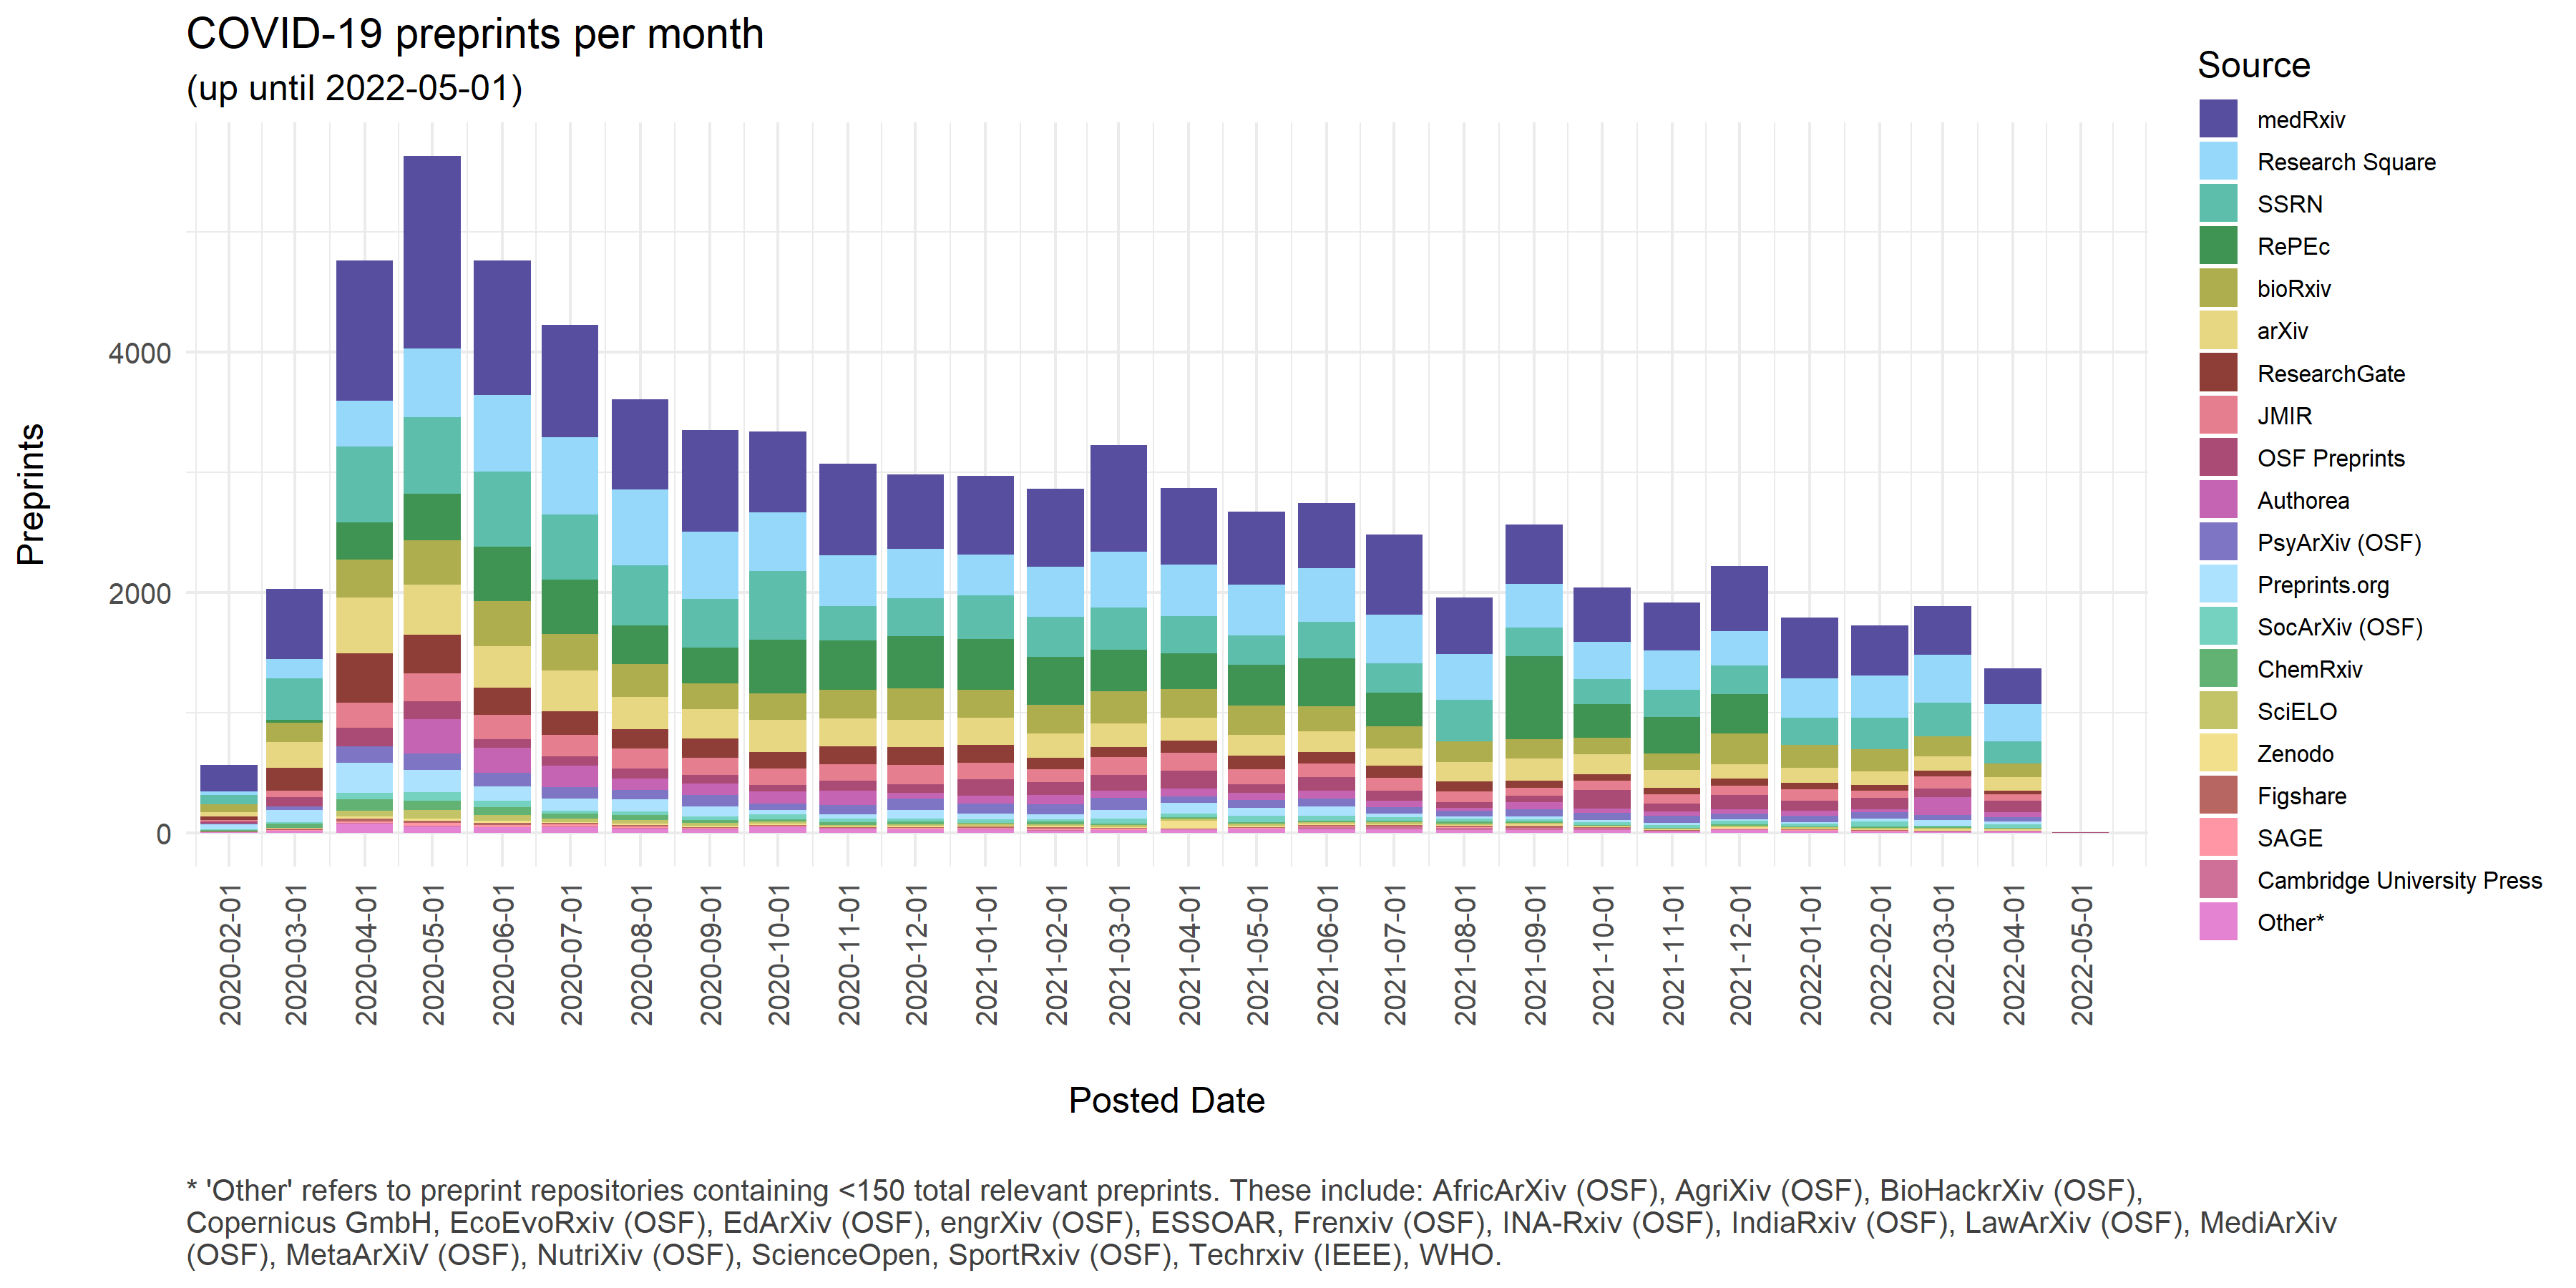 COVID-19 preprints per month
(up until 2022-05-01)
Preprints
4000
2000
0
2020-02-01
2020-03-01
2020-04-01
2020-05-01
2020-06-01
2020-07-01
2020-08-01
2020-09-01
2020-10-01
2020-11-01
2020-12-01
2021-01-01
2021-02-01
2021-03-01
2021-04-01
2021-05-01
2021-06-01
2021-07-01
2021-08-01
2021-09-01
2021-10-01
2021-11-01
2021-12-01
2022-01-01
2022-02-01
2022-03-01
2022-04-01
2022-05-01
Posted Date
Source
medRxiv
Research Square
SSRN
RePEc
bioRxiv
arXiv
ResearchGate
JMIR
OSF Preprints
Authorea
PsyArXiv (OSF)
Preprints.org
SocArXiv (OSF)
ChemRxiv
SciELO
Zenodo
Figshare
SAGE
Cambridge University Press
Other*
* 'Other' refers to preprint repositories containing <150 total relevant preprints. These include: AfricArXiv (OSF), AgriXiv (OSF), BioHackrXiv (OSF),
Copernicus GmbH, EcoEvoRxiv (OSF), EdArXiv (OSF), engrXiv (OSF), ESSOAR, Frenxiv (OSF), INA-Rxiv (OSF), IndiaRxiv (OSF), LawArXiv (OSF), MediArXiv
(OSF), MetaArXiV (OSF), NutriXiv (OSF), ScienceOpen, SportRxiv (OSF), Techrxiv (IEEE), WHO.